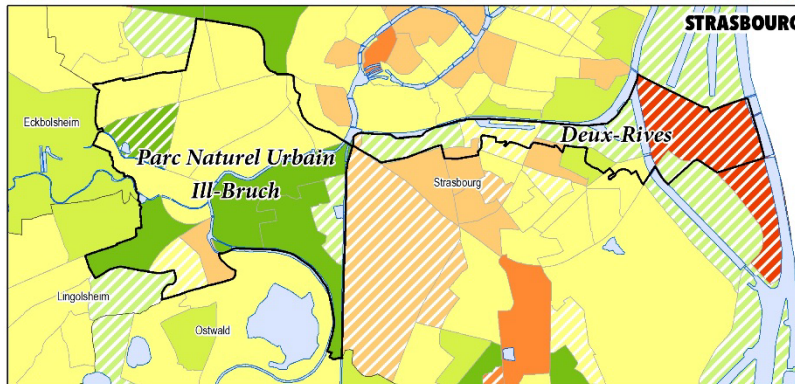 STRASBOURG
Eckbolsheim
Deux-Rives
Parc Naturel Urbain
Ill-Bruch
Strasbourg
Lingolsheim
Ostwald